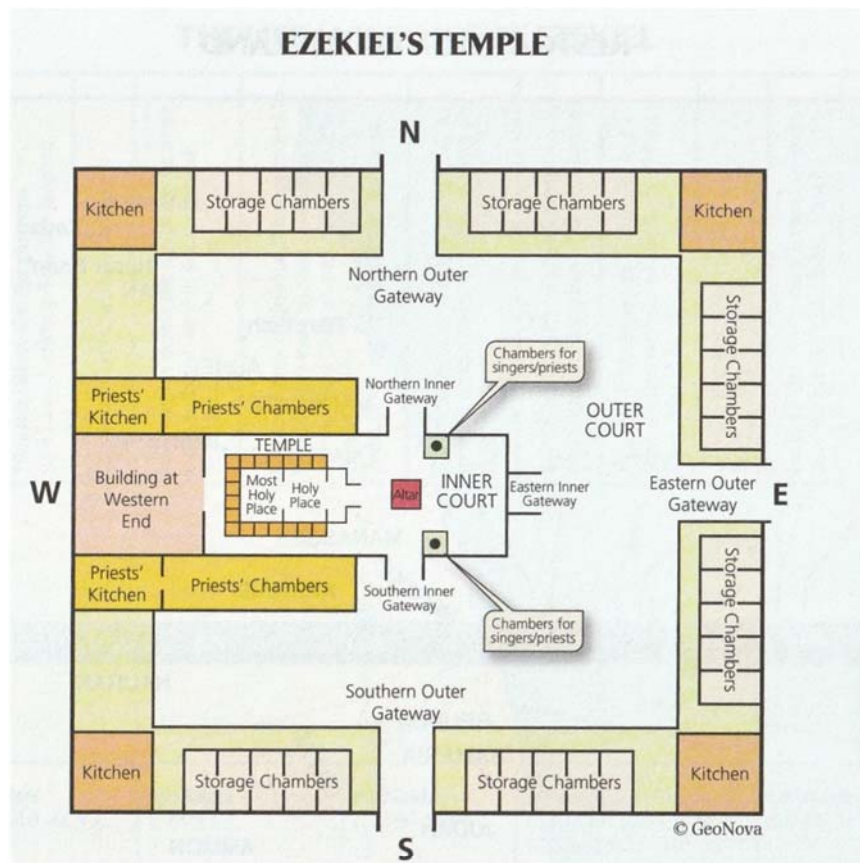 EZEKIEL'S TEMPLE
N
Kitchen
Storage Chambers
Storage Chambers
Kitchen
Northern Outer
Gateway
Storage Chambers
Chambers for
singers/priests
Priests'
Kitchen
Priests' Chambers
Northern Inner
Gateway
OUTER
COURT
TEMPLE
W
Building at
Western
End
Most
Holy
Place
Holy
Place
Altar
INNER
COURT
Eastern Inner
Gateway
Eastern Outer
Gateway
E
Priests'
Kitchen
Priests' Chambers
Southern Inner
Gateway
Storage Chambers
Chambers for
singers/priests
Southern Outer
Gateway
Kitchen
Storage Chambers
Storage Chambers
Kitchen
© GeoNova
S